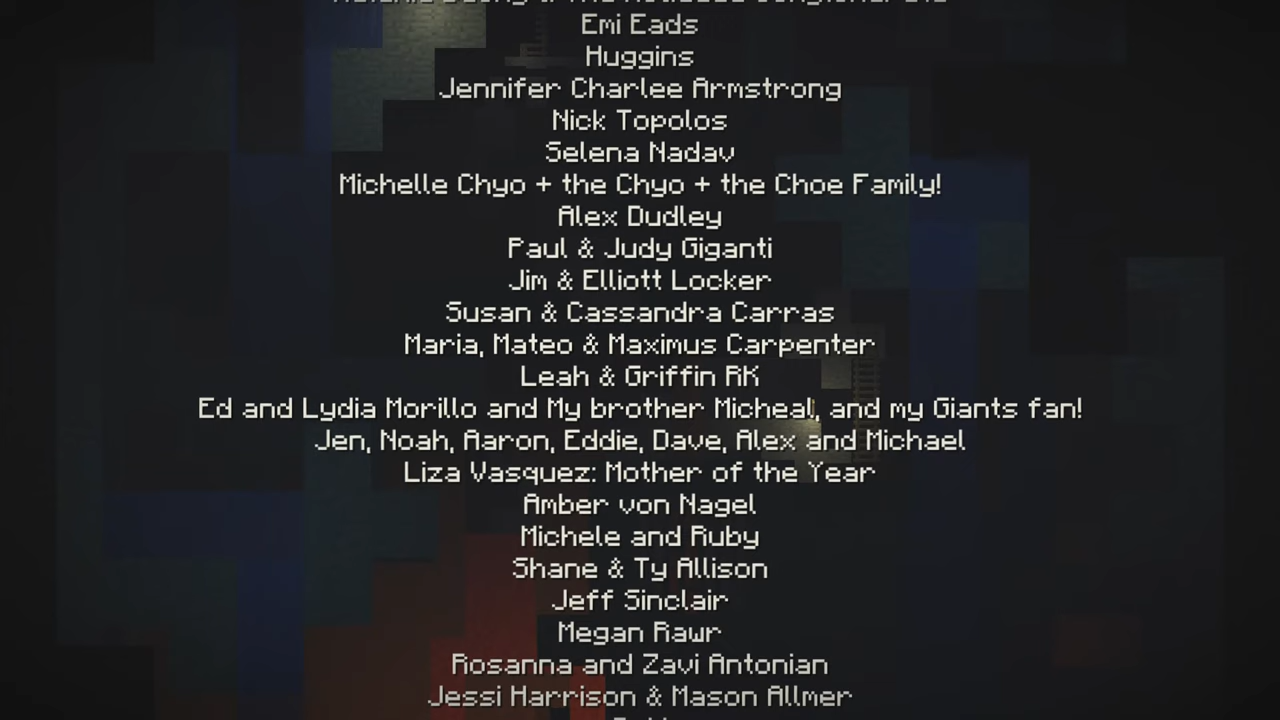 Emi Eads
Huggins
Jennifer Charlee Armstrong
Nick Topolos
Selena Nadav
Michelle Chyo + the Chyo + the Choe Family!
Alex Dudley
Paul & Judy Giganti
Jim & Elliott Locker
Susan & Cassandra Carras
Maria, Mateo & Maximus Carpenter
Leah & Griffin RK
Ed and Lydia Morillo and My brother Micheal, and my Giants fan!
Jen, Noah, Aaron, Eddie, Dave, Alex and Michael
Liza Vasquez: Mother of the Year
Amber von Nagel
Michele and Ruby
Shane & Ty Allison
Jeff Sinclair
Megan Rawr
Rosanna and Zavi Antonian
Jessi Harrison & Mason Allmer